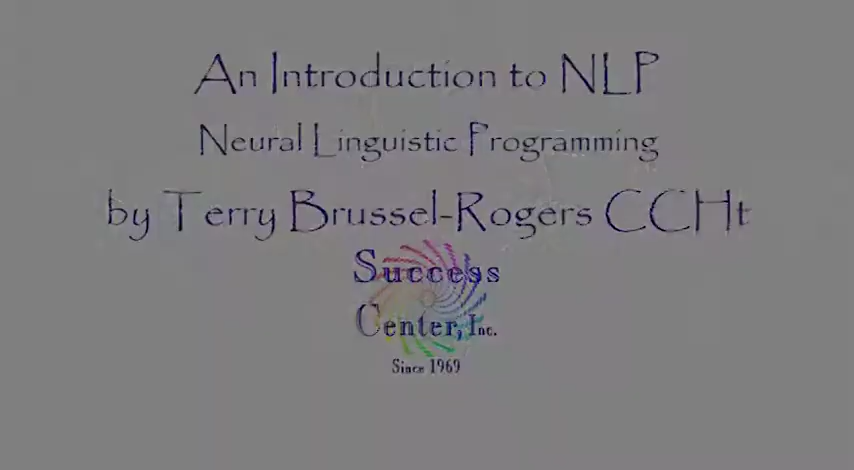 An Introduction to NLP
Neural Linguistic Programming
by Terry Brussel-Rogers CCHt
Success
Center, Inc.
Since 1969